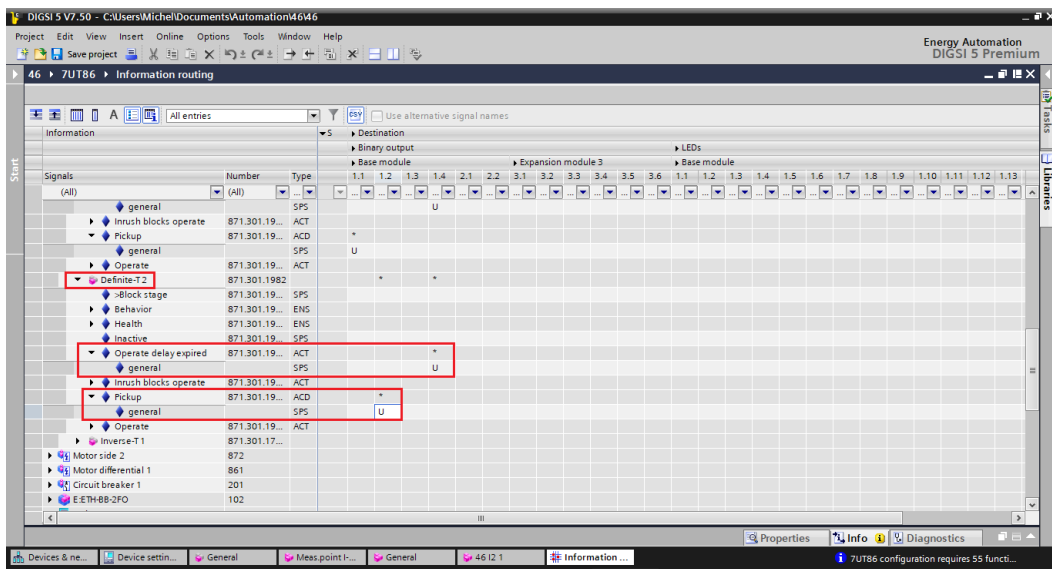 DIGSI 5 V7.50 - C:\Users\Michel\Documents\Automation\46\46
Project Edit View Insert Online Options Tools Window Help
Save project
Energy Automation
DIGSI 5 Premium
46 7UT86 Information routing
A All entries CSV Use alternative signal names
Information S Destination
Binary output LEDs
Base module Expansion module 3 Base module
Signals Number Type 1.1 1.2 1.3 1.4 2.1 2.2 3.1 3.2 3.3 3.4 3.5 3.6 1.1 1.2 1.3 1.4 1.5 1.6 1.7 1.8 1.9 1.10 1.11 1.12 1.13
(All) (All) ... ... ... ... ... ... ... ... ... ... ... ... ... ... ... ... ... ... ... ... ... ... ... ... ... ...
general SPS U
Inrush blocks operate 871.301.19... ACT
Pickup 871.301.19... ACD *
general SPS U
Operate 871.301.19... ACT
Definite-T 2 871.301.1982 * *
>Block stage 871.301.19... SPS
Behavior 871.301.19... ENS
Health 871.301.19... ENS
Inactive 871.301.19... SPS
Operate delay expired 871.301.19... ACT *
general SPS U
Inrush blocks operate 871.301.19... ACT
Pickup 871.301.19... ACD *
general SPS U
Operate 871.301.19... ACT
Inverse-T 1 871.301.17...
Motor side 2 872
Motor differential 1 861
Circuit breaker 1 201
E:ETH-BB-2FO 102
Start
Tasks
Libraries
Properties Info Diagnostics
Devices & ne... Device settin... General Meas.point I-... General 46 I2 1 Information ... 7UT86 configuration requires 55 functi...